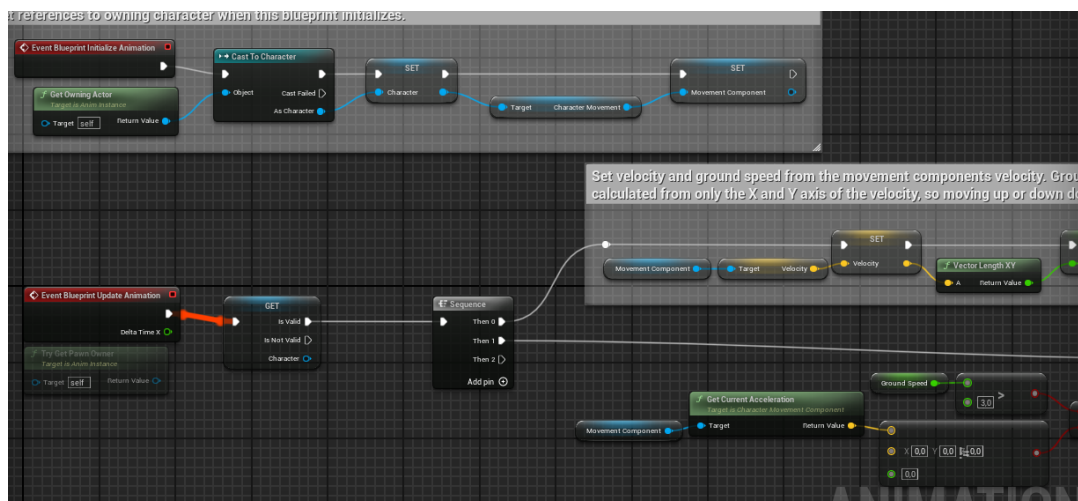 references to owning character when this blueprint initializes.
Event Blueprint Initialize Animation
Cast To Character
Object
Cast Failed
As Character
Get Owning Actor
Target is Anim Instance
Target self
Return Value
SET
Character
Target
Character Movement
SET
Movement Component
Set velocity and ground speed from the movement components velocity. Grou
calculated from only the X and Y axis of the velocity, so moving up or down do
Movement Component
Target
Velocity
SET
Velocity
Vector Length XY
A
Return Value
Event Blueprint Update Animation
Delta Time X
Try Get Pawn Owner
Target is Anim Instance
Target self
Return Value
GET
Is Valid
Is Not Valid
Character
Sequence
Then 0
Then 1
Then 2
Add pin
Ground Speed
3,0
>
Movement Component
Get Current Acceleration
Target is Character Movement Component
Target
Return Value
X 0,0 Y 0,0 0,0
0,0
ANIMATION